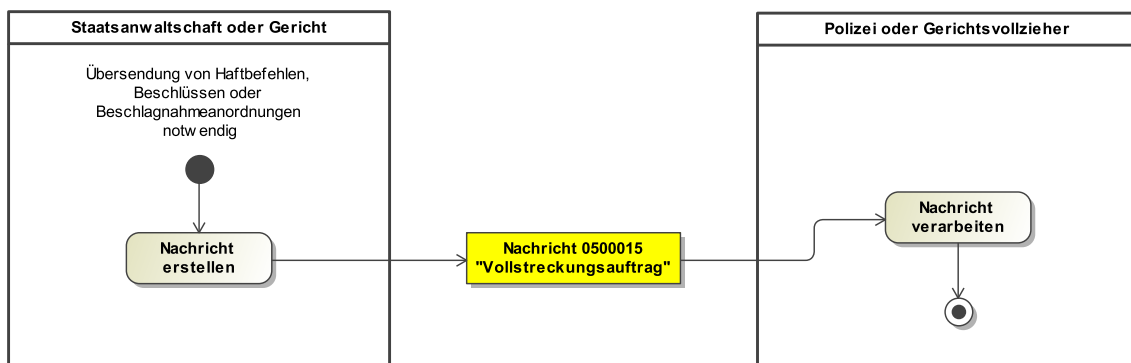 Staatsanwaltschaft oder Gericht
Übersendung von Haftbefehlen,
Beschlüssen oder
Beschlagnahmeanordnungen
notwendig
Nachricht
erstellen
Nachricht 0500015
"Vollstreckungsauftrag"
Polizei oder Gerichtsvollzieher
Nachricht
verarbeiten